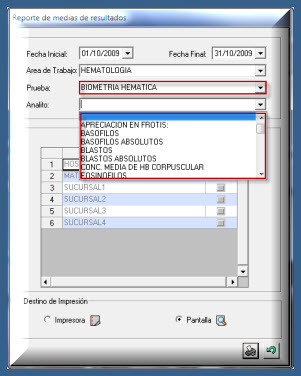 Reporte de medias de resultados
Fecha Inicial: 01/10/2009 Fecha Final: 31/10/2009
Area de Trabajo: HEMATOLOGIA
Prueba: BIOMETRIA HEMATICA
Analito:
APRECIACION EN FROTIS:
BASOFILOS
BASOFILOS ABSOLUTOS
BLASTOS
BLASTOS ABSOLUTOS
CONC. MEDIA DE HB CORPUSCULAR
EOSINOFILOS
1 HOS
2 MAT
3 SUCURSAL1
4 SUCURSAL2
5 SUCURSAL3
6 SUCURSAL4
Destino de Impresión
Impresora Pantalla